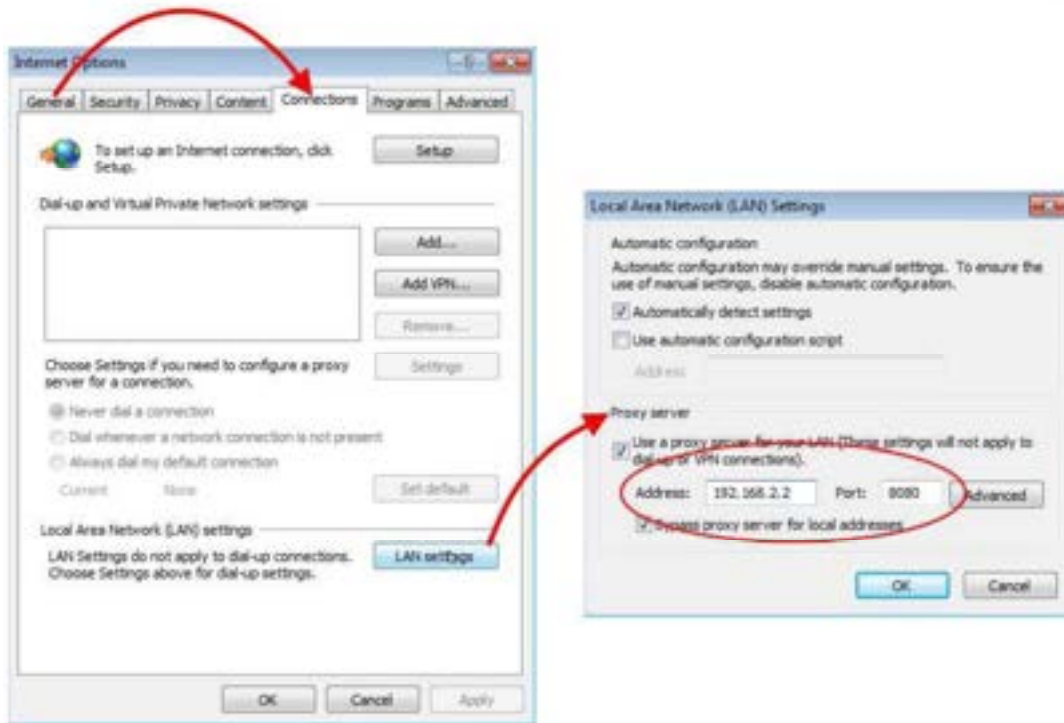 Internet Options
General Security Privacy Content Connections Programs Advanced
To set up an Internet connection, click
Setup.
Setup
Dial-up and Virtual Private Network settings
Add...
Add VPN...
Remove...
Choose Settings if you need to configure a proxy
server for a connection.
Settings
Never dial a connection
Dial whenever a network connection is not present
Always dial my default connection
Current None
Set default
Local Area Network (LAN) settings
LAN Settings do not apply to dial-up connections.
Choose Settings above for dial-up settings.
LAN settings
OK Cancel Apply
Local Area Network (LAN) Settings
Automatic configuration
Automatic configuration may override manual settings. To ensure the
use of manual settings, disable automatic configuration.
Automatically detect settings
Use automatic configuration script
Address
Proxy server
Use a proxy server for your LAN (These settings will not apply to
dial-up or VPN connections).
Address: 192.168.2.2 Port: 8080 Advanced
Bypass proxy server for local addresses
OK Cancel